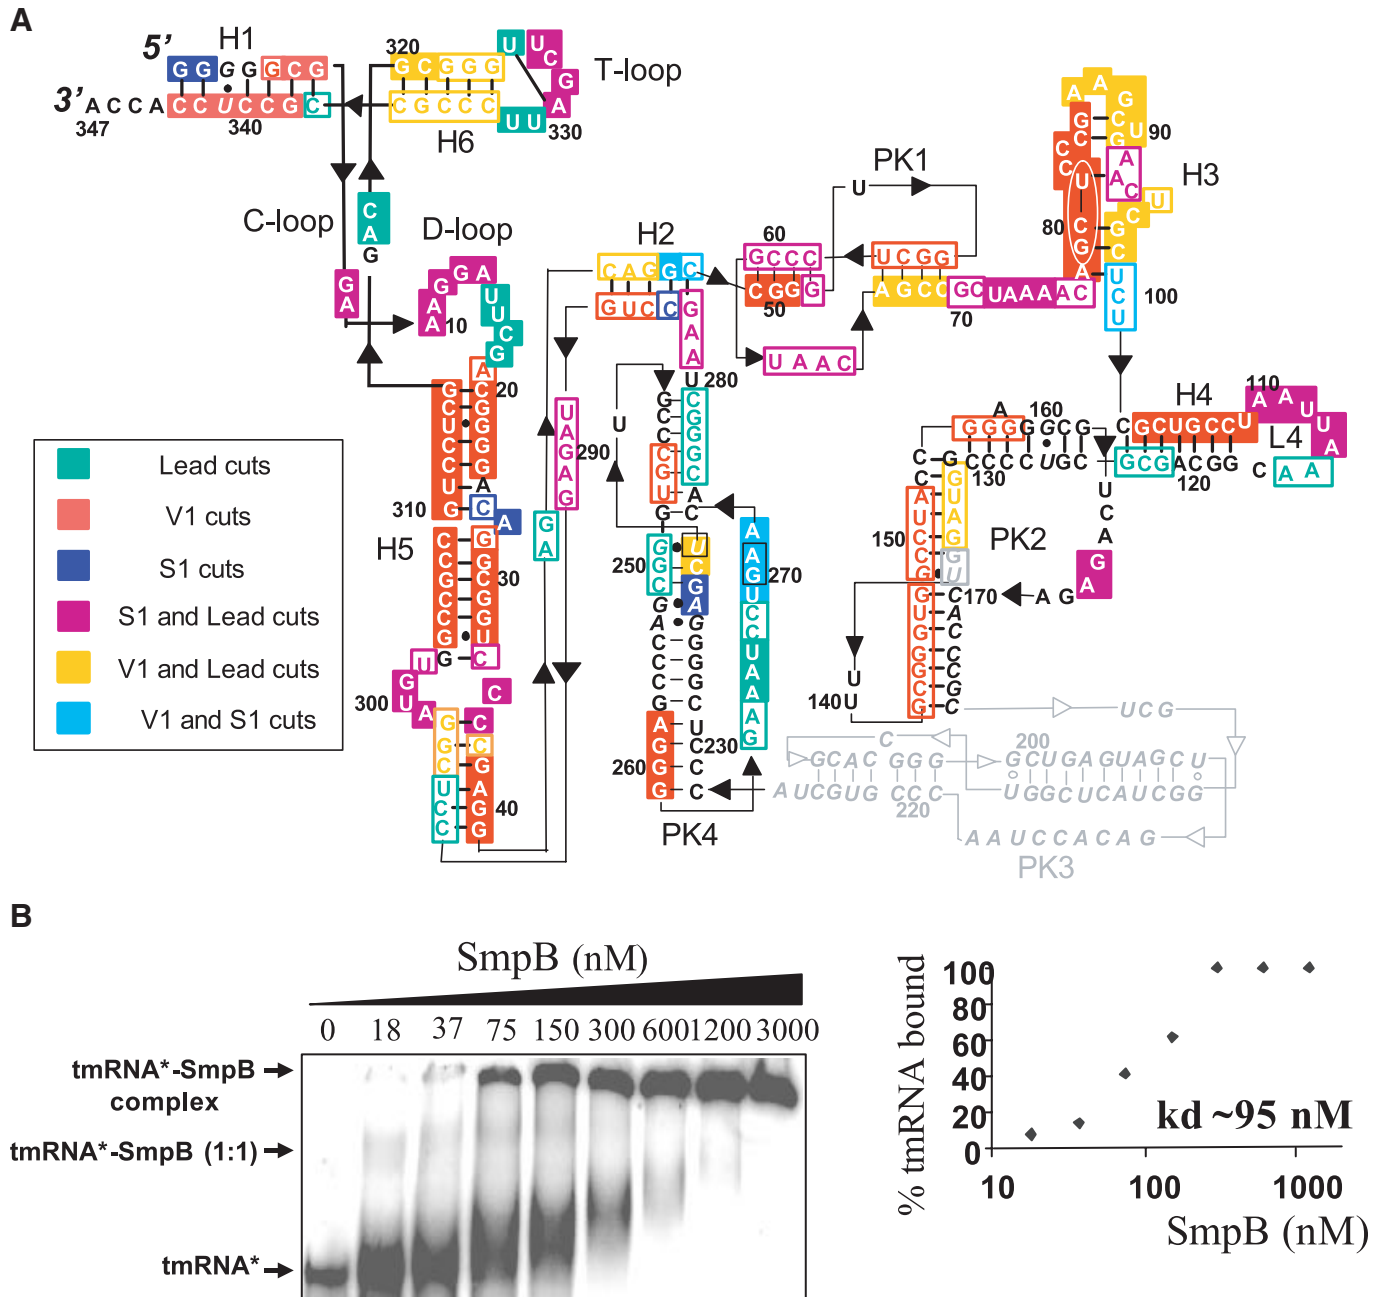 A
5’ H1
G G G G C G
3’ A C C A C C U C C G C
347 340
320
G C G G G U U C G A
C G C C C U U
330
T-loop
H6
C-loop
C A G
G A
D-loop
A A G G A U U C G
10
A C G G G G A C A
20
G C U C U C C U G
310
H5
C C G C C G G
G G C G G U C
30
U G U A
300
C C
G G C U C C
C G A G G
40
U A G A G
290
G A
H2
C A G G C
G U C C C
G A A U
280
60
G C C C
C G G G
50
U
PK1
U C G G
A G C C G C U A A A A C
70
U A A C
A A G U
G C C C U C G A
80
90
A A C
U
H3
U C U
100
H4
C G C U G C C U
110
A A U U A
L4
G C G A C G G C A A
120
A 160
G G G G G C G
G C C C C U G C
130
C C A U C C G
150
G U A G G U
PK2
U C A G A G A
170
G U G G G C G
C A C C C G C
U U
140
G C C C G U G
250
G G C G A C C C G A G G G
260
C G G G C A C
U C G A G G G G C U C C C
230
U
A A G U C C U A A A G
270
PK4
U C G
C
G C A C G G G
A U C G U G C C C
220
200
G C U G A G U A G C U
U G G C U C A U C G G
A A U C C A C A G
PK3
Lead cuts
V1 cuts
S1 cuts
S1 and Lead cuts
V1 and Lead cuts
V1 and S1 cuts
B
SmpB (nM)
0 18 37 75 150 300 600 1200 3000
tmRNA*-SmpB complex
tmRNA*-SmpB (1:1)
tmRNA*
% tmRNA bound
100
80
60
40
20
0
kd ~95 nM
10 100 1000
SmpB (nM)